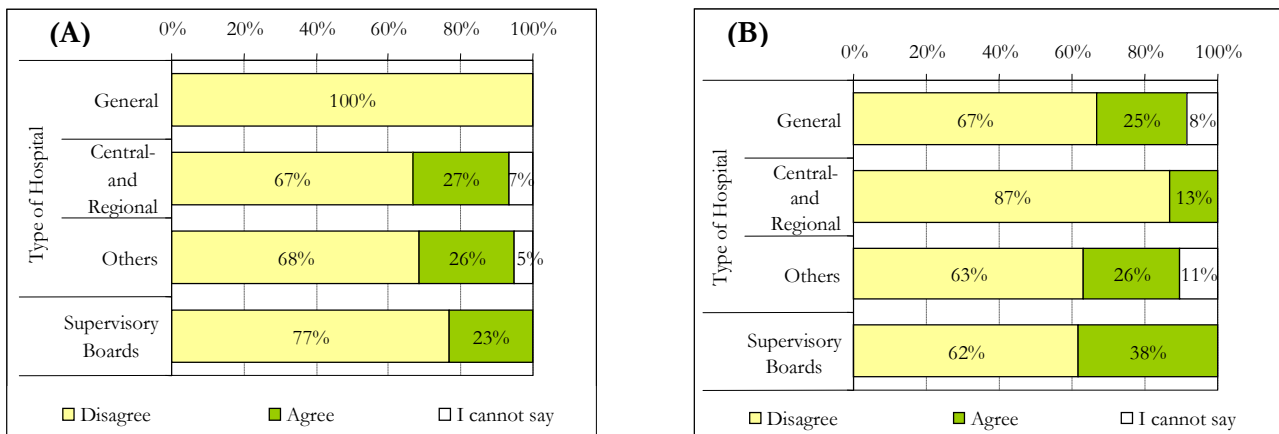 (A)
0% 20% 40% 60% 80% 100%
Type of Hospital
General
100%
Central-
and
Regional
67% 27% 7%
Others
68% 26% 5%
Supervisory
Boards
77% 23%
Disagree Agree I cannot say
(B)
0% 20% 40% 60% 80% 100%
Type of Hospital
General
67% 25% 8%
Central-
and
Regional
87% 13%
Others
63% 26% 11%
Supervisory
Boards
62% 38%
Disagree Agree I cannot say